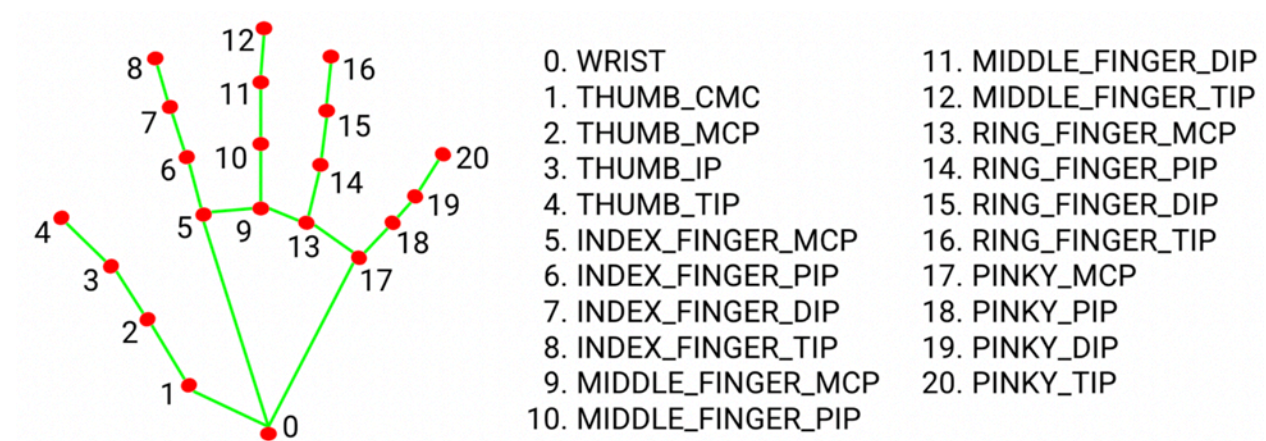 12
8
16
11
7
15
10
6
14
20
19
4
5
9
13
18
3
17
2
1
0
0. WRIST
1. THUMB_CMC
2. THUMB_MCP
3. THUMB_IP
4. THUMB_TIP
5. INDEX_FINGER_MCP
6. INDEX_FINGER_PIP
7. INDEX_FINGER_DIP
8. INDEX_FINGER_TIP
9. MIDDLE_FINGER_MCP
10. MIDDLE_FINGER_PIP
11. MIDDLE_FINGER_DIP
12. MIDDLE_FINGER_TIP
13. RING_FINGER_MCP
14. RING_FINGER_PIP
15. RING_FINGER_DIP
16. RING_FINGER_TIP
17. PINKY_MCP
18. PINKY_PIP
19. PINKY_DIP
20. PINKY_TIP